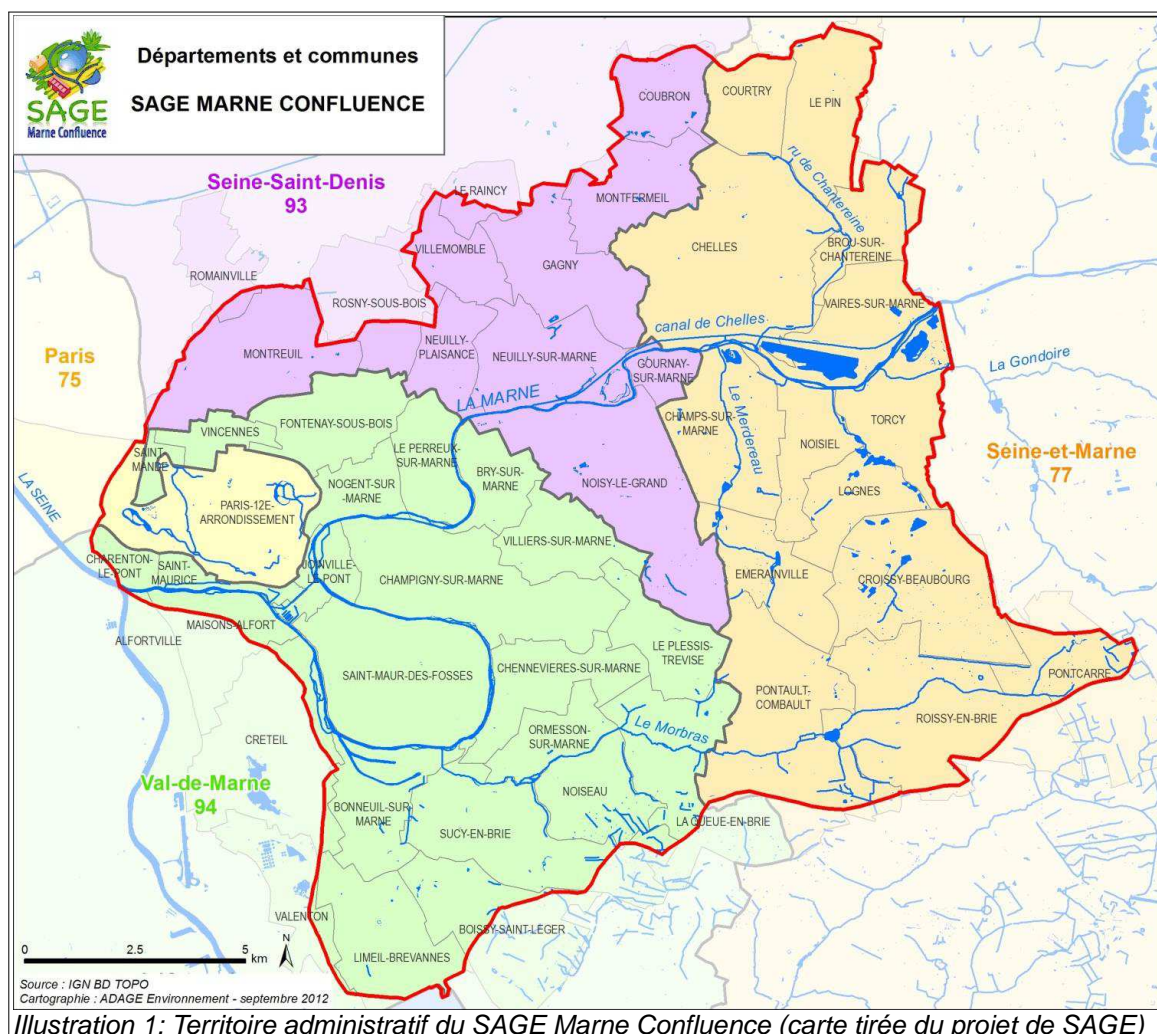 SAGE
Marne Confluence
Départements et communes
SAGE MARNE CONFLUENCE
COUBRON
COURTRY
LE PIN
Seine-Saint-Denis
93
LE RAINCY
MONTFERMEIL
ru de Chantereine
VILLEMOMBLE
GAGNY
CHELLES
BROU-SUR-
CHANTEREINE
ROMAINVILLE
ROSNY-SOUS-BOIS
VAIRES-SUR-MARNE
canal de Chelles
Paris
75
MONTREUIL
NEUILLY-
PLAISANCE
NEUILLY-SUR-MARNE
GOURNAY-
SUR-MARNE
La Gondoire
LA MARNE
VINCENNES
FONTENAY-SOUS-BOIS
CHAMPS-SUR-
MARNE
Le Merdereau
TORCY
NOISIEL
SAINT-
MANDE
LE PERREUX-
SUR-MARNE
BRY-SUR-
MARNE
Seine-et-Marne
77
LA SEINE
NOGENT-SUR
-MARNE
NOISY-LE-GRAND
LOGNES
PARIS-12E-
ARRONDISSEMENT
VILLIERS-SUR-MARNE
CHARENTON-
LE-PONT
SAINT-
MAURICE
JOINVILLE-
LE-PONT
CHAMPIGNY-SUR-MARNE
EMERAINVILLE
CROISSY-BEAUBOURG
MAISONS-ALFORT
ALFORTVILLE
LE PLESSIS-
TREVISE
CHENNEVIERES-SUR-MARNE
SAINT-MAUR-DES-FOSSES
PONTCARRE
PONTAULT-
COMBAULT
ROISSY-EN-BRIE
ORMESSON-
SUR-MARNE
Le Morbras
CRETEIL
Val-de-Marne
94
NOISEAU
BONNEUIL-SUR
MARNE
SUCY-EN-BRIE
LA QUEUE-EN-BRIE
VALENTON
BOISSY-SAINT-LEGER
LIMEIL-BREVANNES
0 2.5 5
km
N
Source : IGN BD TOPO
Cartographie : ADAGE Environnement - septembre 2012
Illustration 1: Territoire administratif du SAGE Marne Confluence (carte tirée du projet de SAGE)